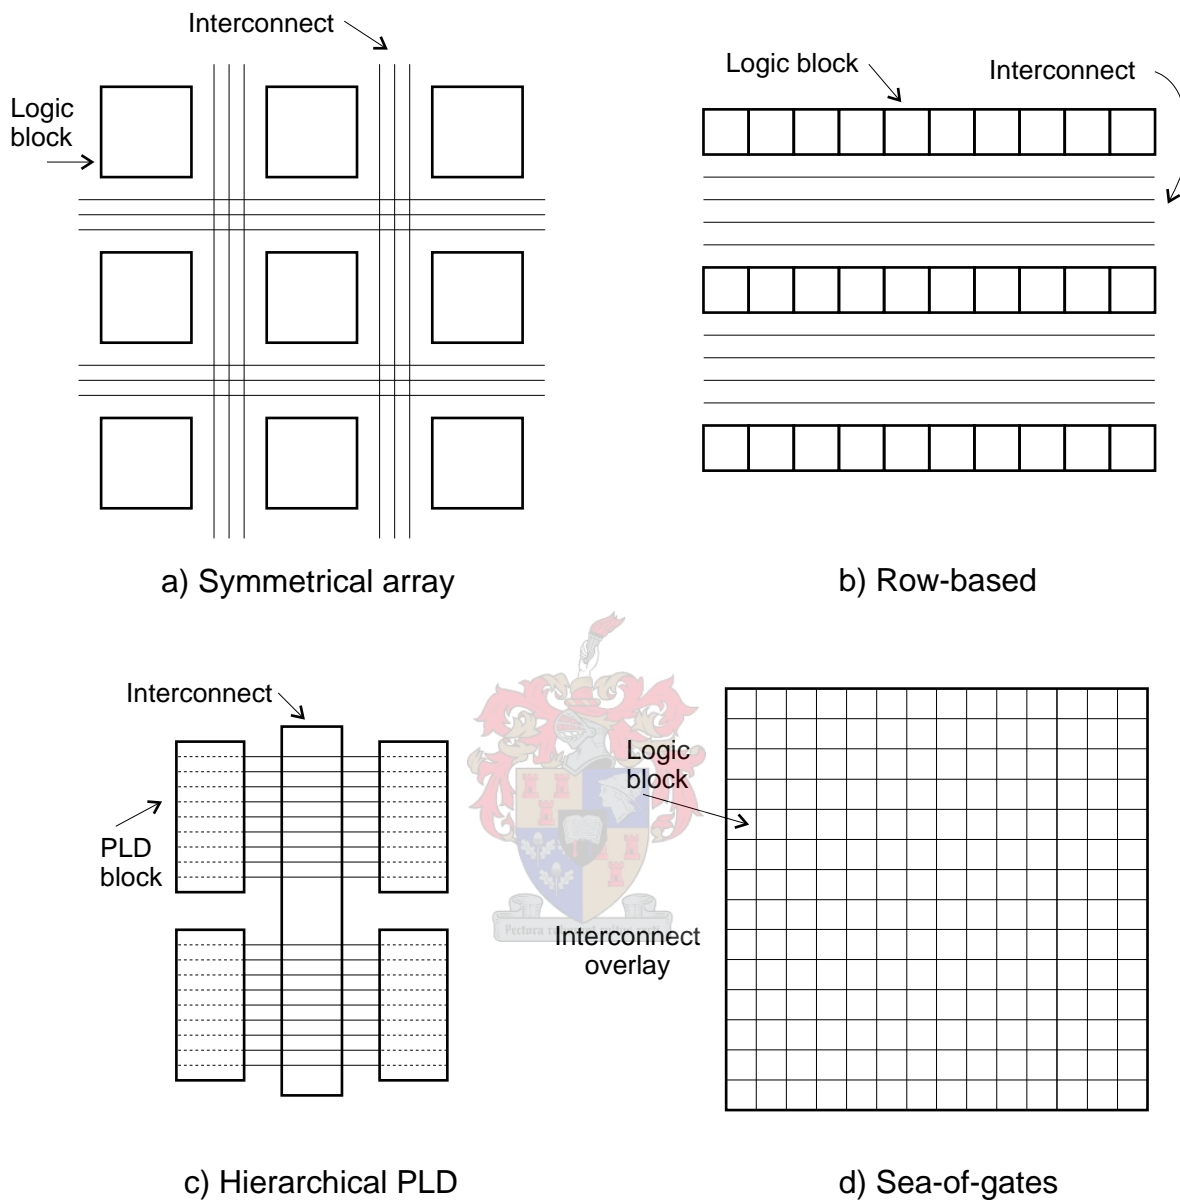 Interconnect
Logic
block
a) Symmetrical array
Logic block
Interconnect
b) Row-based
Interconnect
PLD
block
c) Hierarchical PLD
Logic
block
Interconnect
overlay
d) Sea-of-gates
Pectora